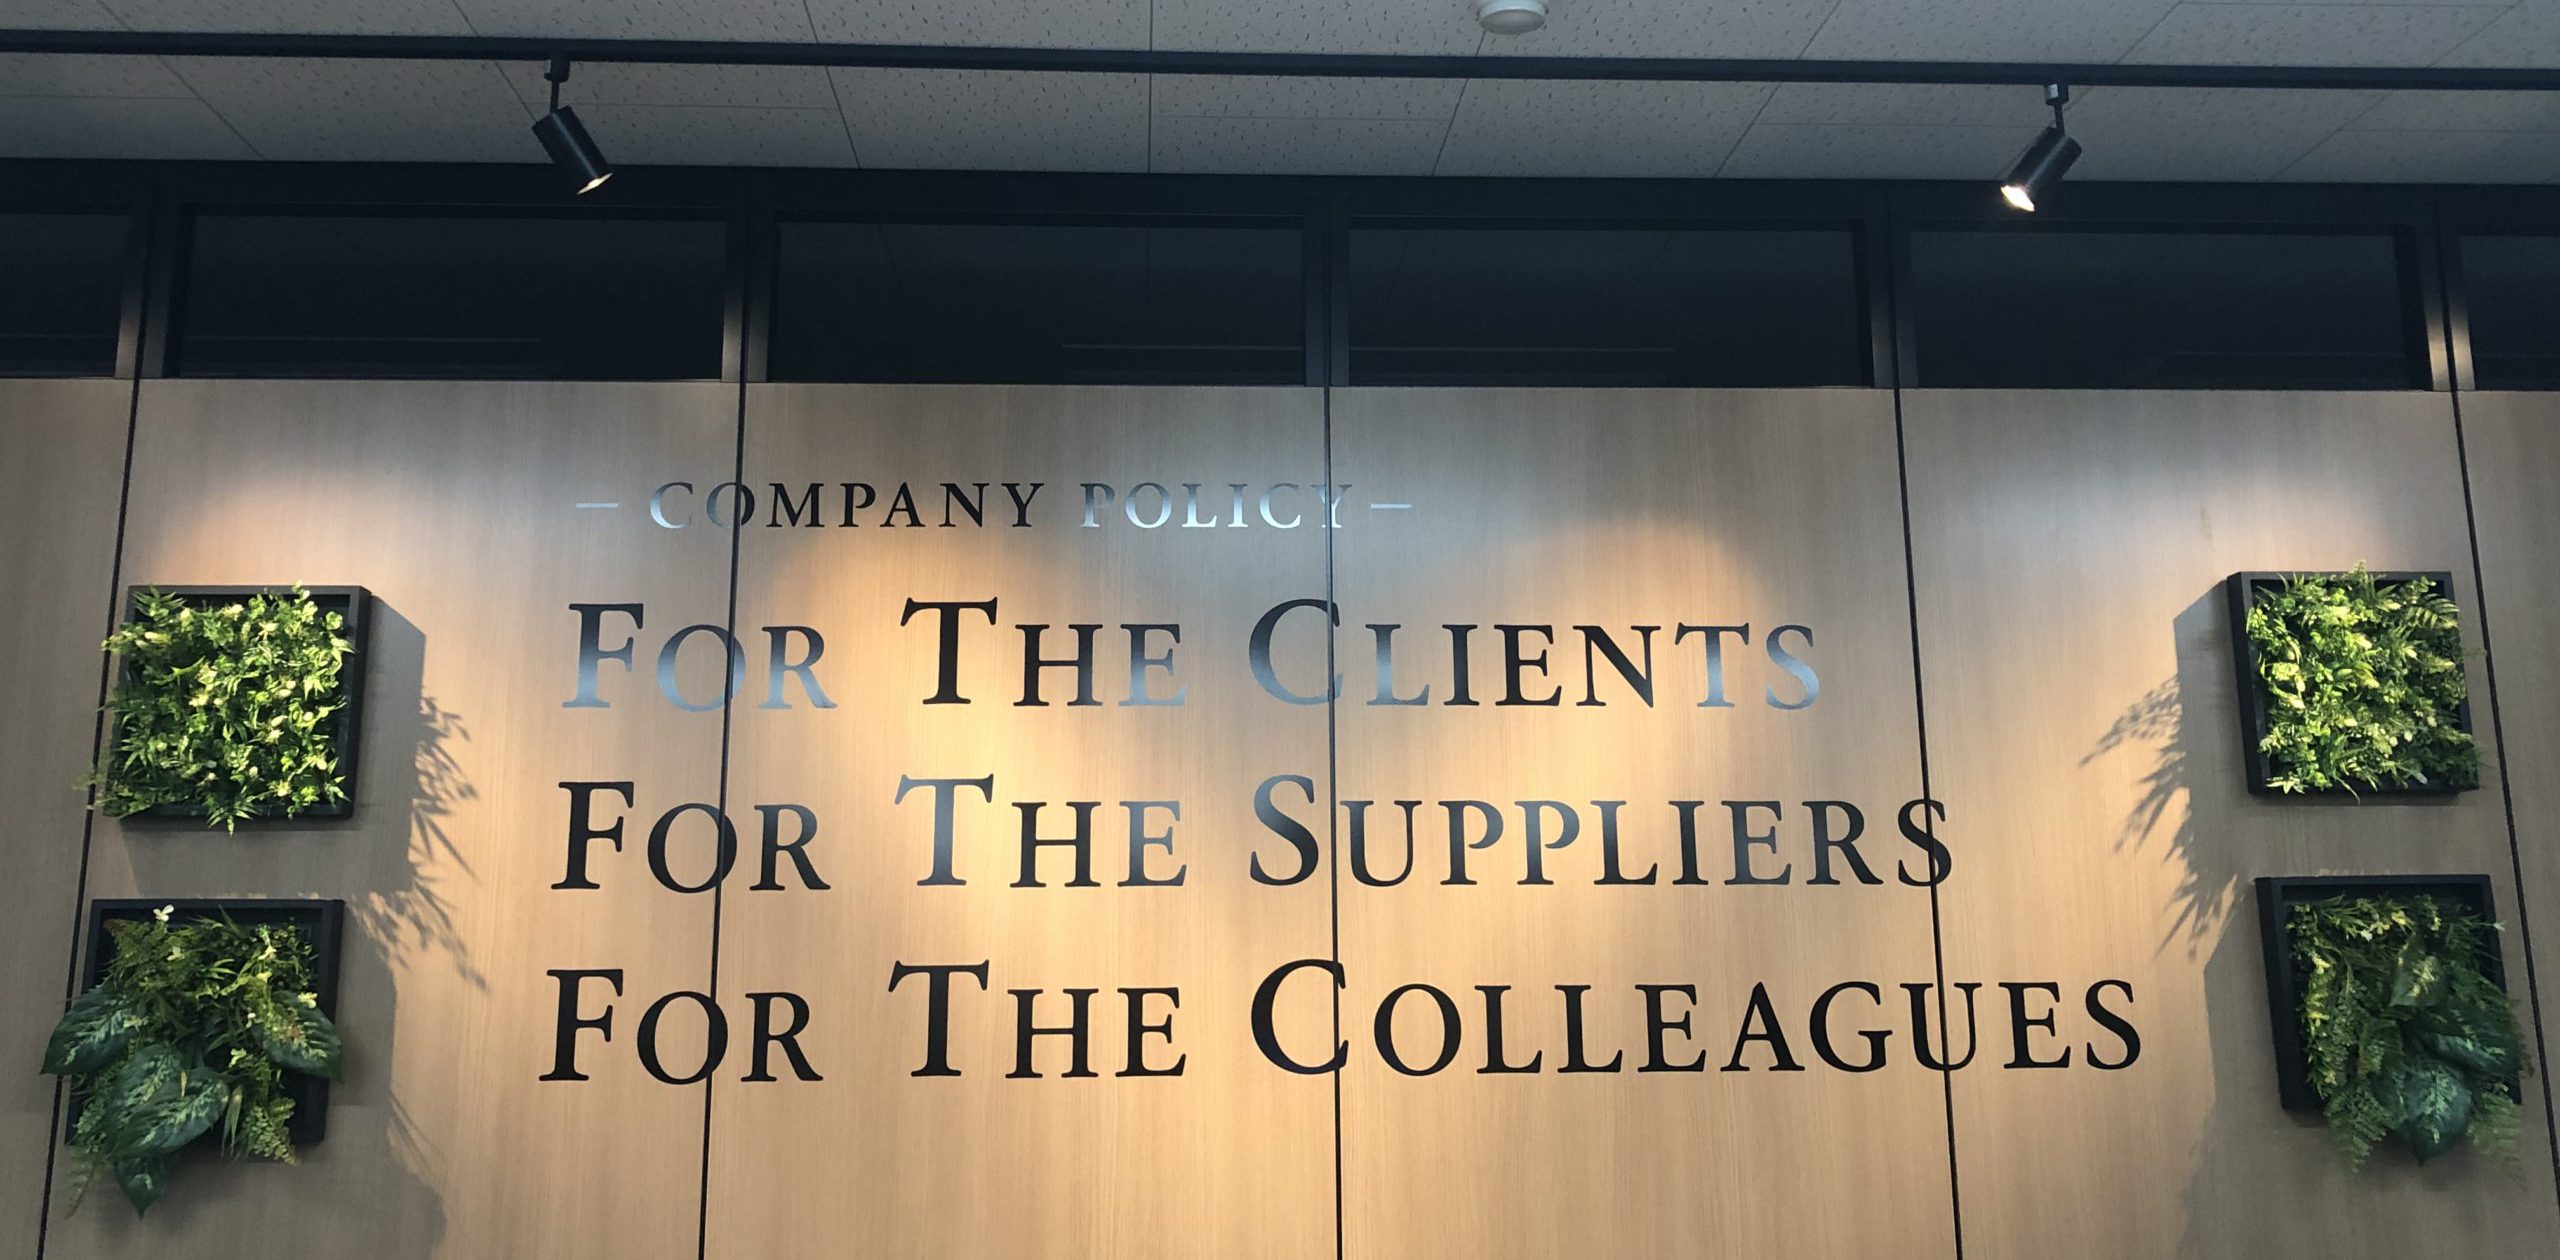 – COMPANY POLICY –
FOR THE CLIENTS
FOR THE SUPPLIERS
FOR THE COLLEAGUES